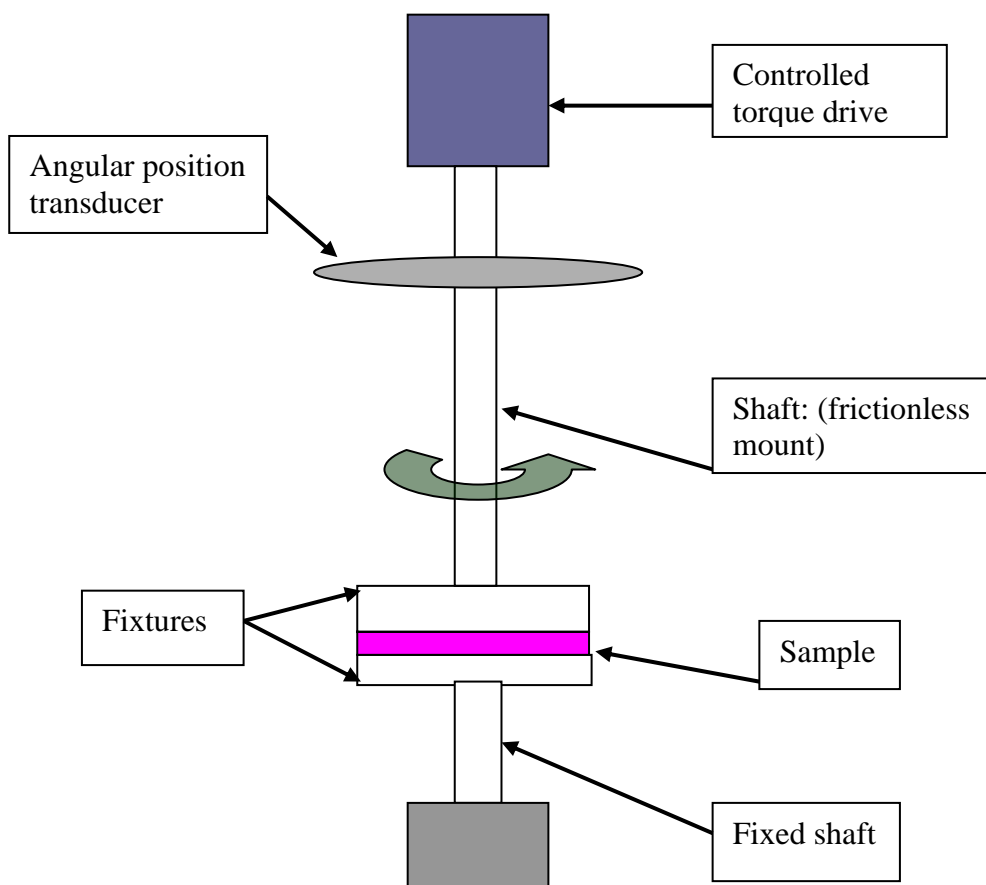 Controlled
torque drive
Angular position
transducer
Shaft: (frictionless
mount)
Fixtures
Sample
Fixed shaft